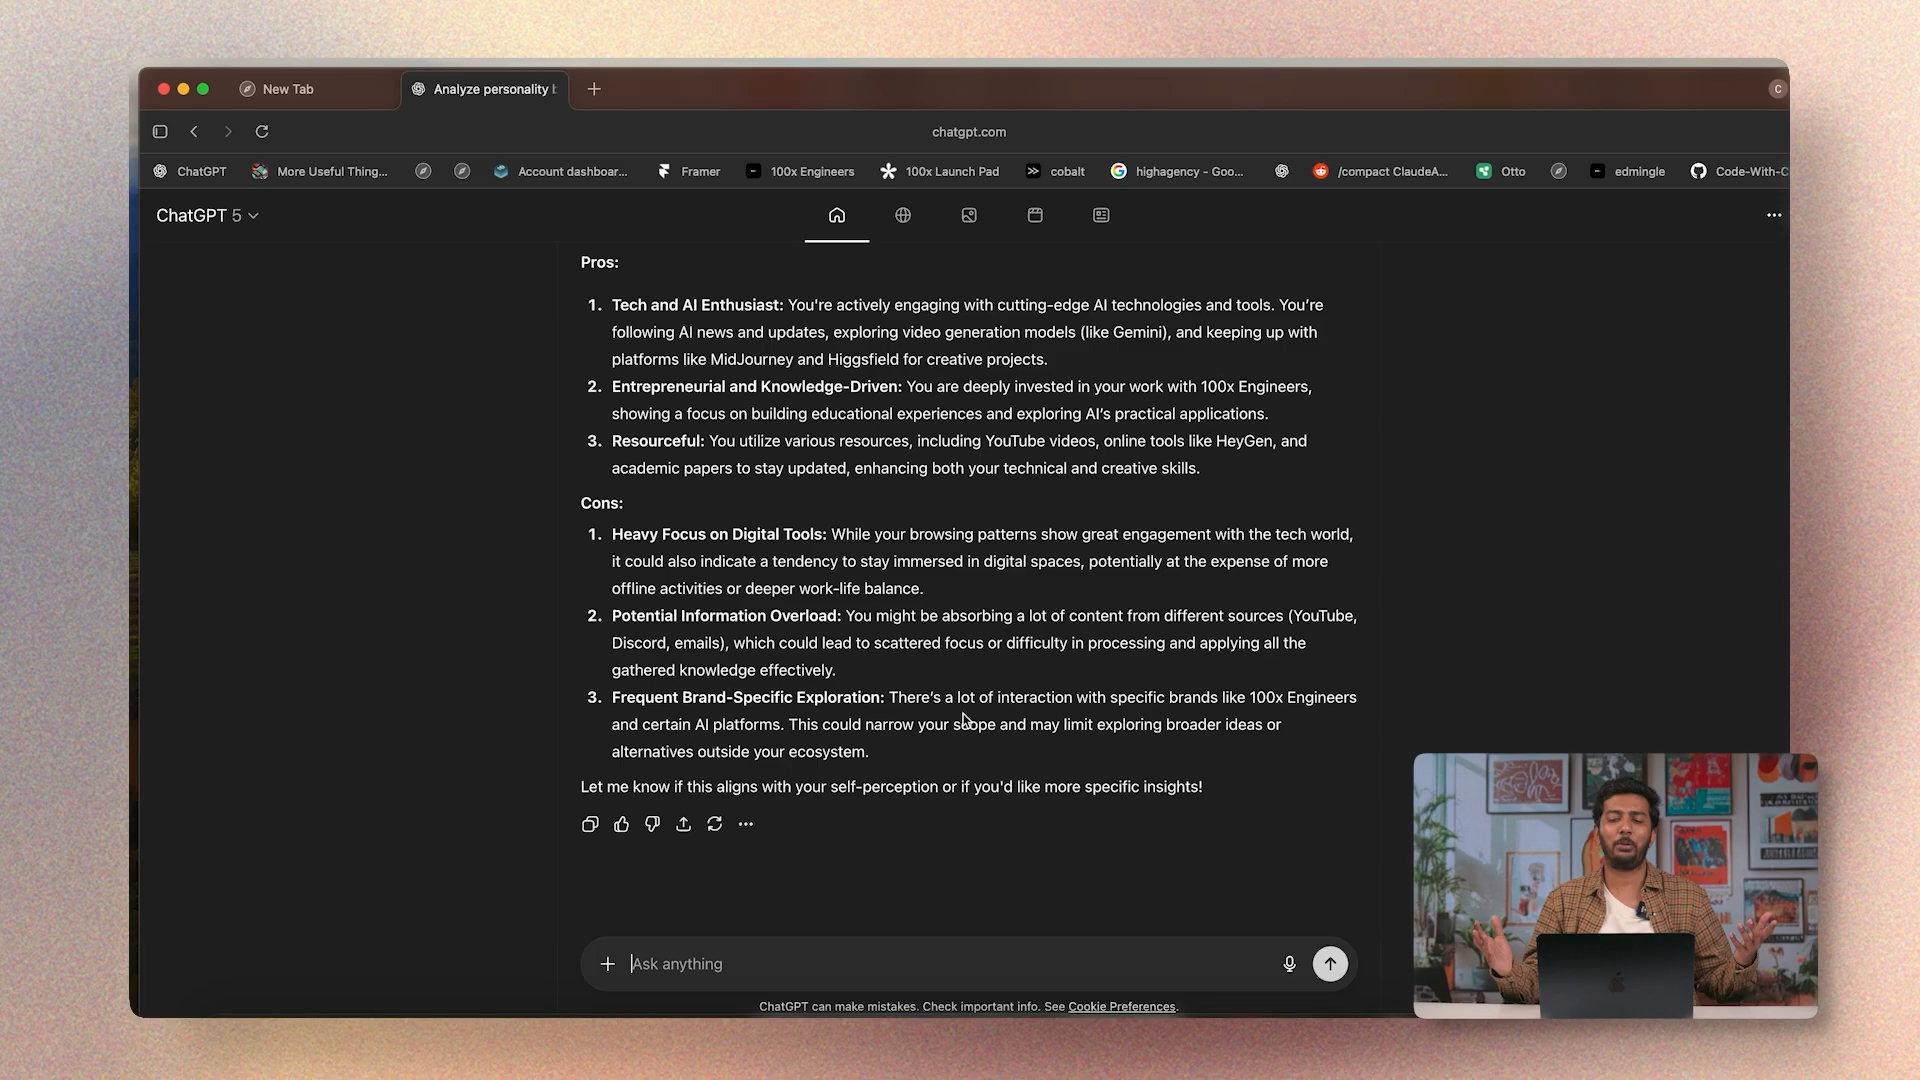 New Tab
Analyze personality b
C
chatgpt.com
ChatGPT
More Useful Thing...
Account dashboar...
Framer
100x Engineers
100x Launch Pad
cobalt
highagency - Goo...
/compact ClaudeA...
Otto
edmingle
Code-With-C
ChatGPT 5
Pros:
1. Tech and AI Enthusiast: You're actively engaging with cutting-edge AI technologies and tools. You're
following AI news and updates, exploring video generation models (like Gemini), and keeping up with
platforms like MidJourney and Higgsfield for creative projects.
2. Entrepreneurial and Knowledge-Driven: You are deeply invested in your work with 100x Engineers,
showing a focus on building educational experiences and exploring AI's practical applications.
3. Resourceful: You utilize various resources, including YouTube videos, online tools like HeyGen, and
academic papers to stay updated, enhancing both your technical and creative skills.
Cons:
1. Heavy Focus on Digital Tools: While your browsing patterns show great engagement with the tech world,
it could also indicate a tendency to stay immersed in digital spaces, potentially at the expense of more
offline activities or deeper work-life balance.
2. Potential Information Overload: You might be absorbing a lot of content from different sources (YouTube,
Discord, emails), which could lead to scattered focus or difficulty in processing and applying all the
gathered knowledge effectively.
3. Frequent Brand-Specific Exploration: There's a lot of interaction with specific brands like 100x Engineers
and certain AI platforms. This could narrow your scope and may limit exploring broader ideas or
alternatives outside your ecosystem.
Let me know if this aligns with your self-perception or if you'd like more specific insights!
Ask anything
ChatGPT can make mistakes. Check important info. See Cookie Preferences.